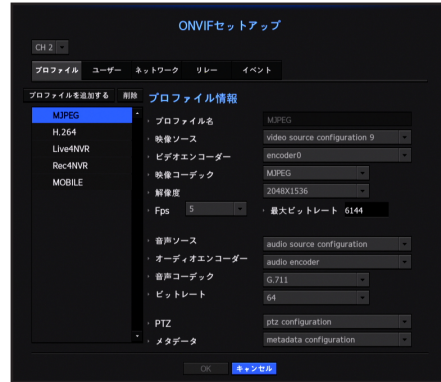 ONVIFセットアップ
CH 2
プロファイル ユーザー ネットワーク リレー イベント
プロファイルを追加する 削除 プロファイル情報
MJPEG
H.264
Live4NVR
Rec4NVR
MOBILE
プロファイル名 MJPEG
映像ソース video source configuration 9
ビデオエンコーダー encoder0
映像コーデック MJPEG
解像度 2048X1536
Fps 5 最大ビットレート 6144
音声ソース audio source configuration
オーディオエンコーダー audio encoder
音声コーデック G.711
ビットレート 64
PTZ ptz configuration
メタデータ metadata configuration
OK キャンセル